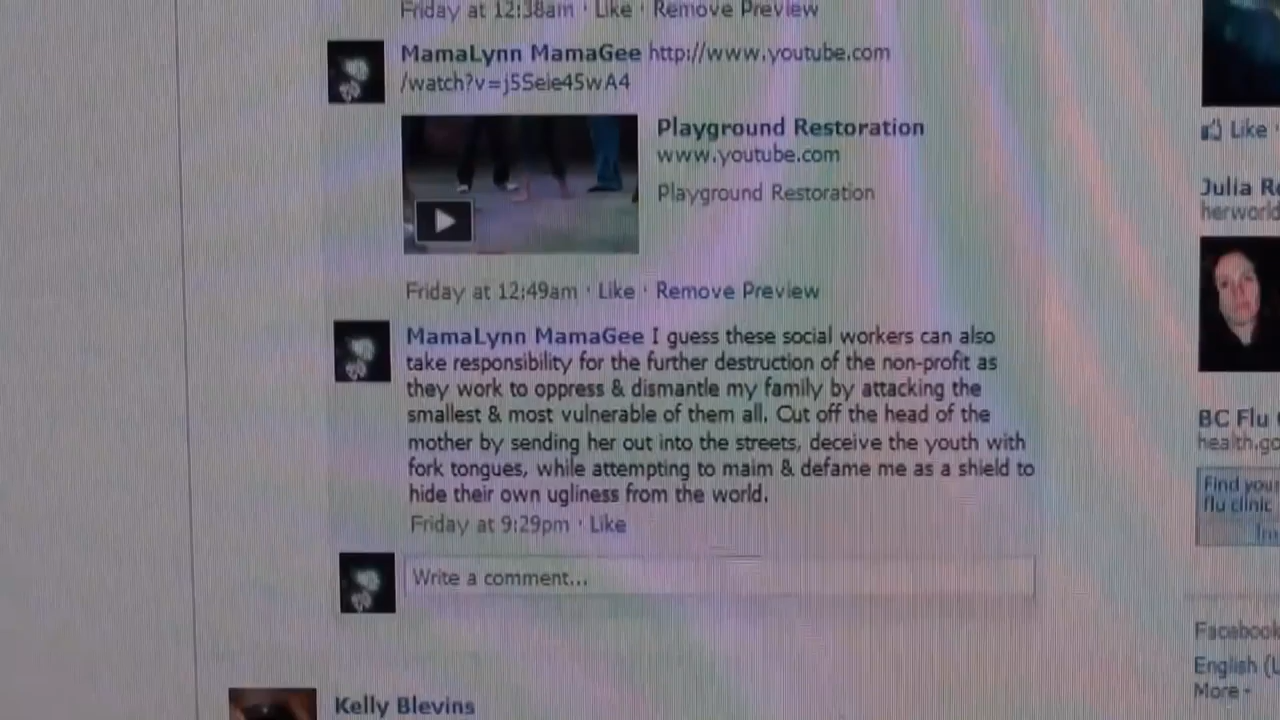 Friday at 12:38am · Like · Remove Preview
MamaLynn MamaGee http://www.youtube.com
/watch?v=j5Seie45wA4
Playground Restoration
www.youtube.com
Playground Restoration
Friday at 12:49am · Like · Remove Preview
MamaLynn MamaGee I guess these social workers can also
take responsibility for the further destruction of the non-profit as
they work to oppress & dismantle my family by attacking the
smallest & most vulnerable of them all. Cut off the head of the
mother by sending her out into the streets, deceive the youth with
fork tongues, while attempting to maim & defame me as a shield to
hide their own ugliness from the world.
Friday at 9:29pm · Like
Write a comment...
Kelly Blevins
Like
Julia
herworld
BC Flu
health.go
Find your
flu clinic
Facebook
English (
More